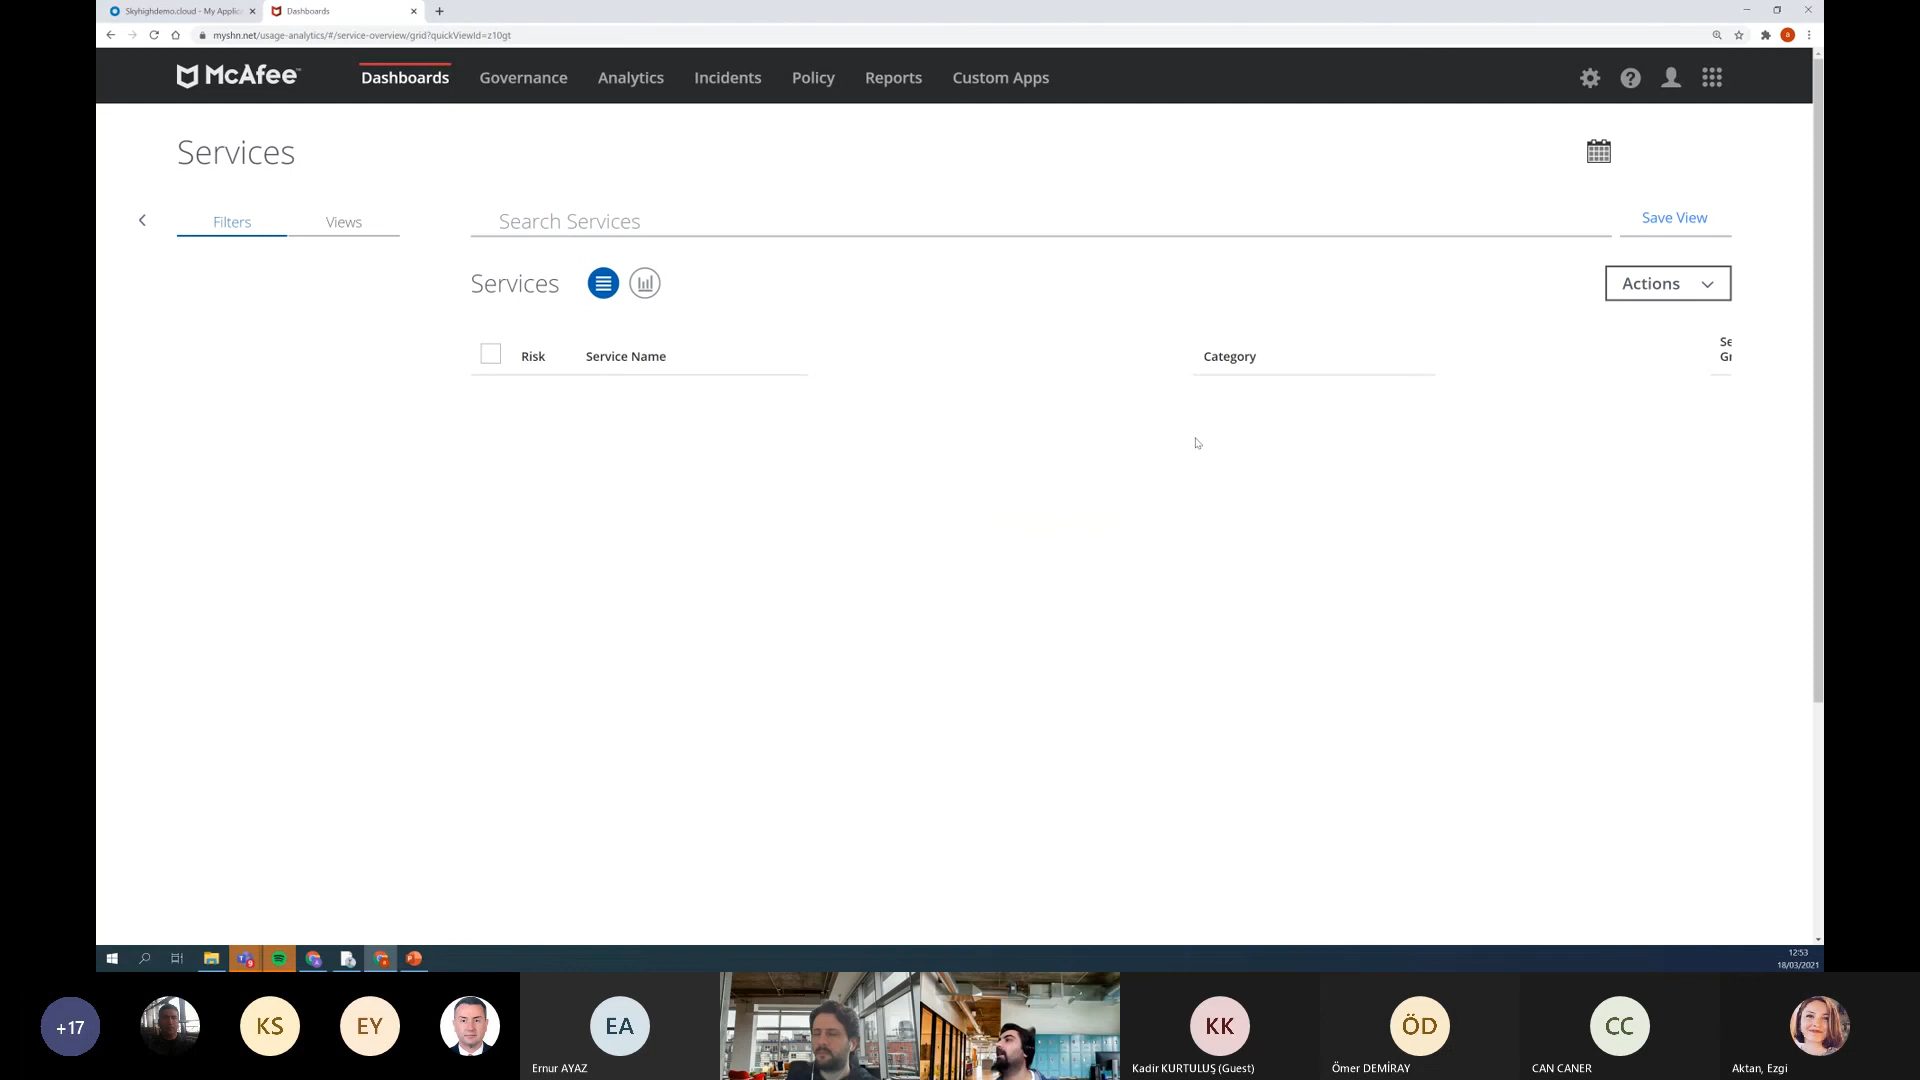 Skyhighdemo.cloud - My Applic
Dashboards
myshn.net/usage-analytics/#/service-overview/grid?quickViewId=z10gt
McAfee
Dashboards
Governance
Analytics
Incidents
Policy
Reports
Custom Apps
Services
Filters
Views
Search Services
Save View
Services
Actions
Risk
Service Name
Category
Se
Gr
12:53
18/03/2021
+17
KS
EY
EA
Ernur AYAZ
KK
Kadir KURTULUŞ (Guest)
ÖD
Ömer DEMİRAY
CC
CAN CANER
Aktan, Ezgi